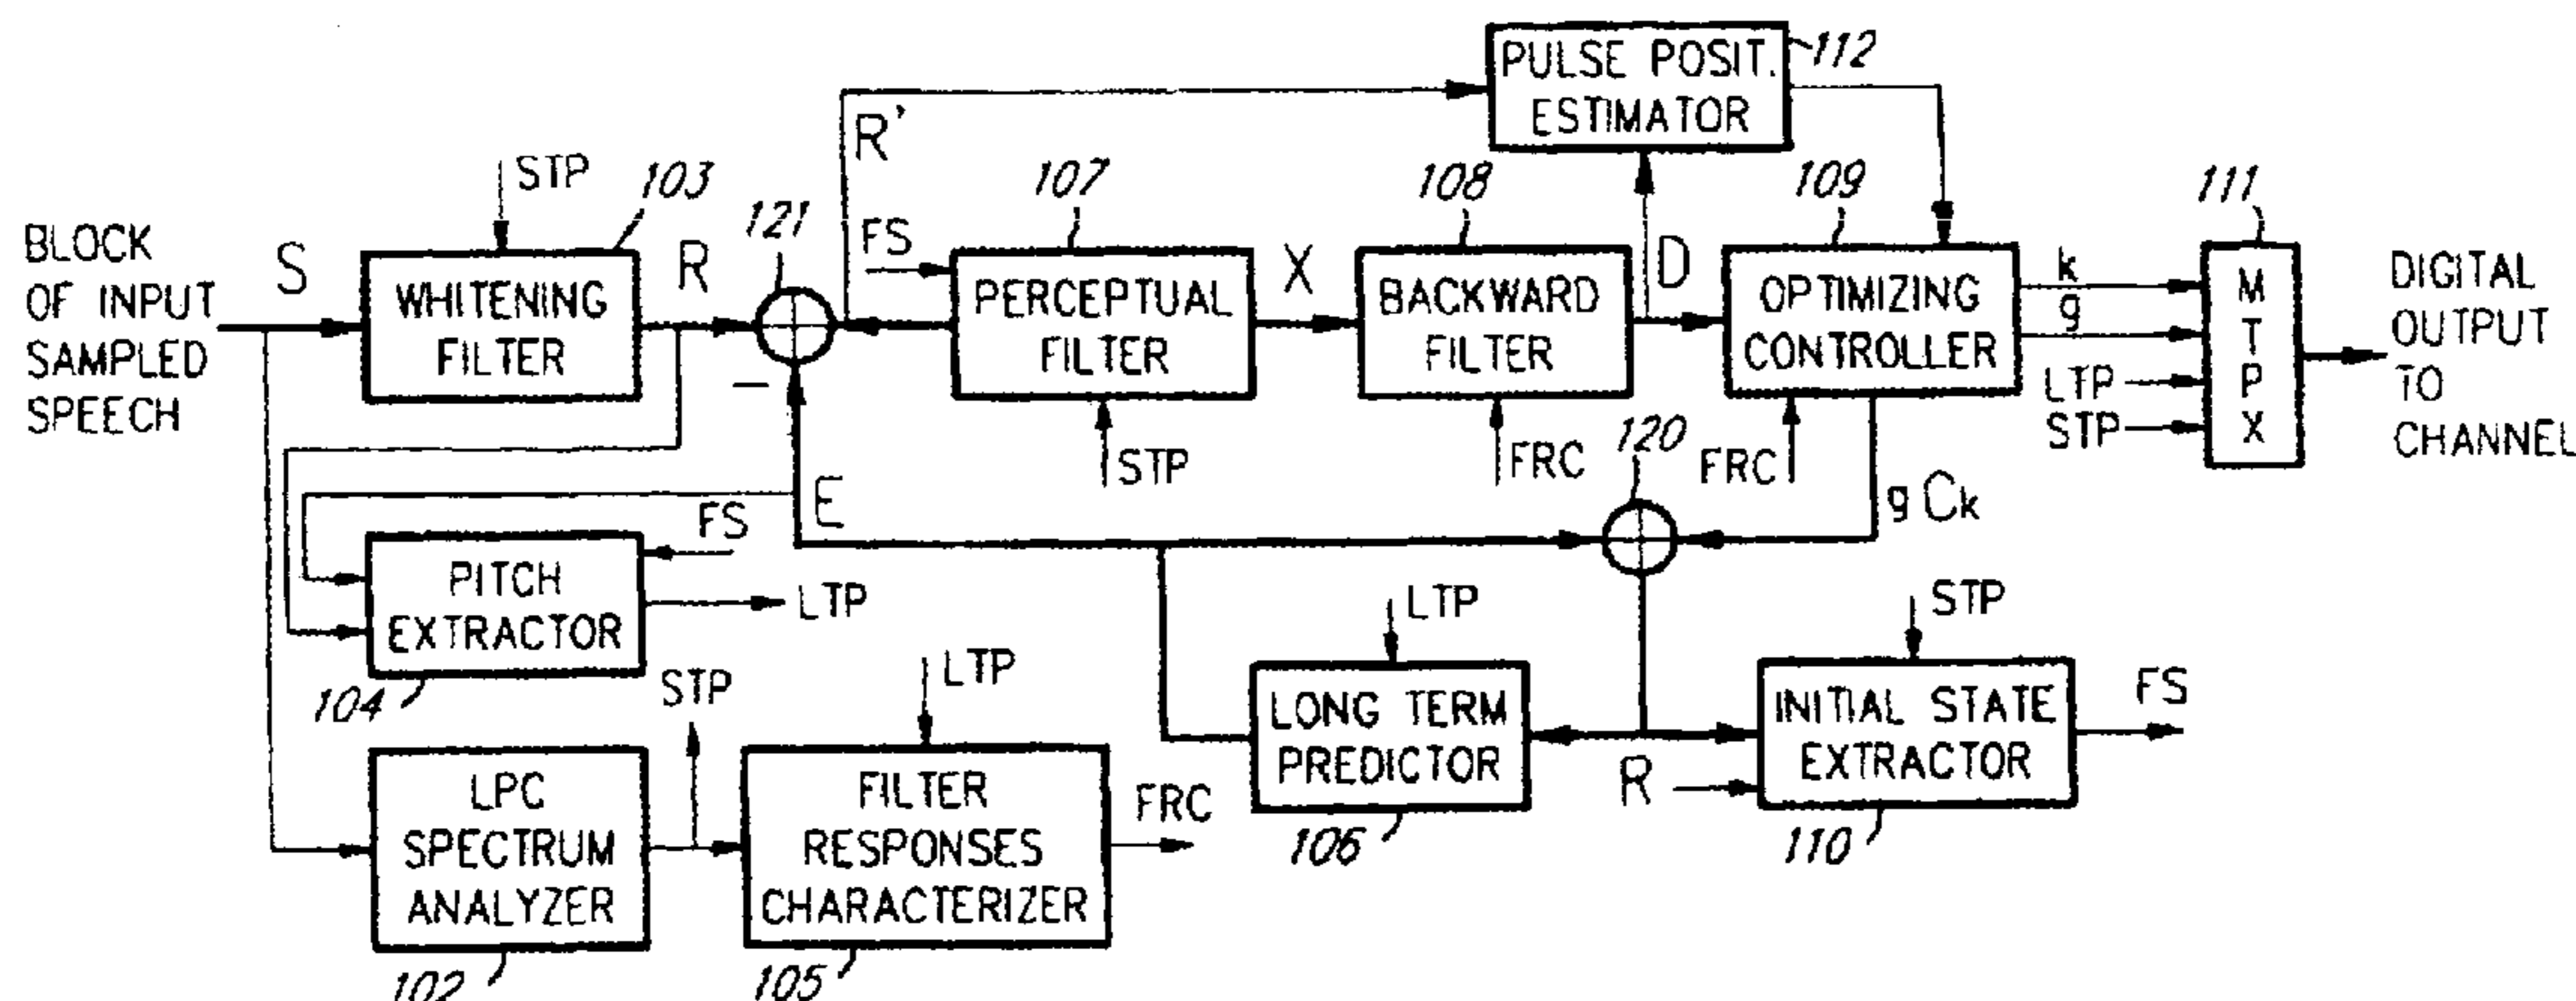 PULSE POSIT.
ESTIMATOR
112
R'
STP
103
121
FS
107
108
109
111
BLOCK
OF INPUT
SAMPLED
SPEECH
S
WHITENING
FILTER
R
PERCEPTUAL
FILTER
X
BACKWARD
FILTER
D
OPTIMIZING
CONTROLLER
k
g
LTP
STP
M
T
P
X
DIGITAL
OUTPUT
TO
CHANNEL
–
STP
FRC
FRC
120
E
g Ck
FS
PITCH
EXTRACTOR
LTP
104
STP
LTP
LTP
STP
LONG TERM
PREDICTOR
106
R
INITIAL STATE
EXTRACTOR
110
FS
LPC
SPECTRUM
ANALYZER
102
FILTER
RESPONSES
CHARACTERIZER
105
FRC